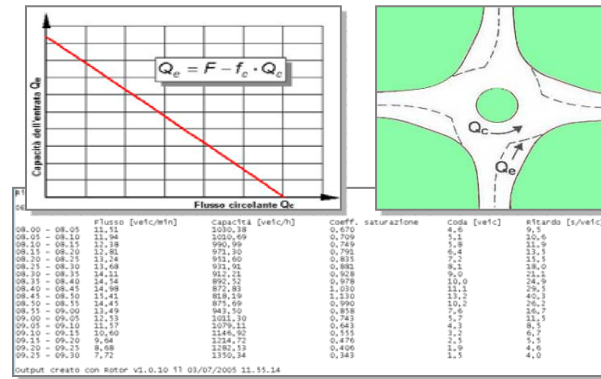 Capacità dell'entrata Qe
Qe = F - fc · Qc
Flusso circolante Qc
Qc
Qe
Flusso [veic/min] Capacità [veic/h] Coeff. saturazione Coda [veic] Ritardo [s/veic]
08.00 - 08.05 11,51 1030,38 0,670 4,6 9,5
08.05 - 08.10 11,94 1010,69 0,709 5,1 10,6
08.10 - 08.15 12,38 990,99 0,749 5,8 11,9
08.15 - 08.20 12,81 971,30 0,791 6,4 13,5
08.20 - 08.25 13,24 951,60 0,835 7,2 15,5
08.25 - 08.30 13,68 931,91 0,881 8,1 18,0
08.30 - 08.35 14,11 912,21 0,928 9,0 21,1
08.35 - 08.40 14,54 892,52 0,978 10,0 24,9
08.40 - 08.45 14,98 872,83 1,030 11,1 29,5
08.45 - 08.50 15,41 818,19 1,130 13,2 40,3
08.50 - 08.55 14,45 875,69 0,990 10,2 26,2
08.55 - 09.00 13,49 943,50 0,858 7,6 16,7
09.00 - 09.05 12,53 1011,30 0,743 5,7 11,5
09.05 - 09.10 11,57 1079,11 0,643 4,3 8,5
09.10 - 09.15 10,60 1146,92 0,555 3,2 6,7
09.15 - 09.20 9,64 1214,72 0,476 2,5 5,5
09.20 - 09.25 8,68 1282,53 0,406 1,9 4,6
09.25 - 09.30 7,72 1350,34 0,343 1,5 4,0
Output creato con Rotor V1.0.10 il 03/07/2005 11.55.14